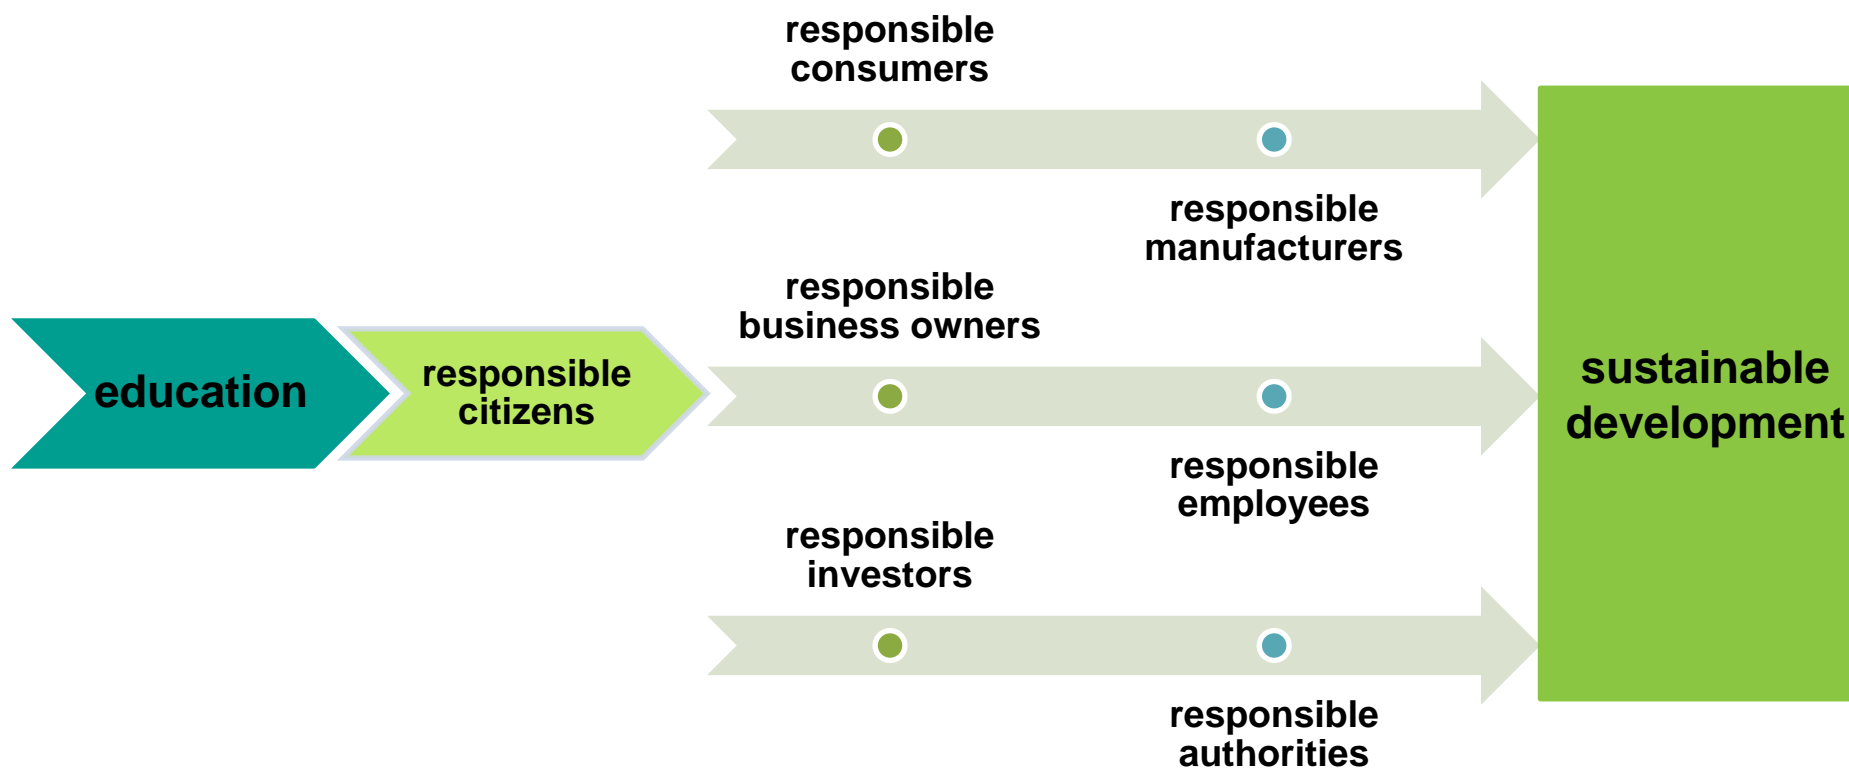 responsible
consumers
responsible
manufacturers
responsible
business owners
education
responsible
citizens
sustainable
development
responsible
employees
responsible
investors
responsible
authorities